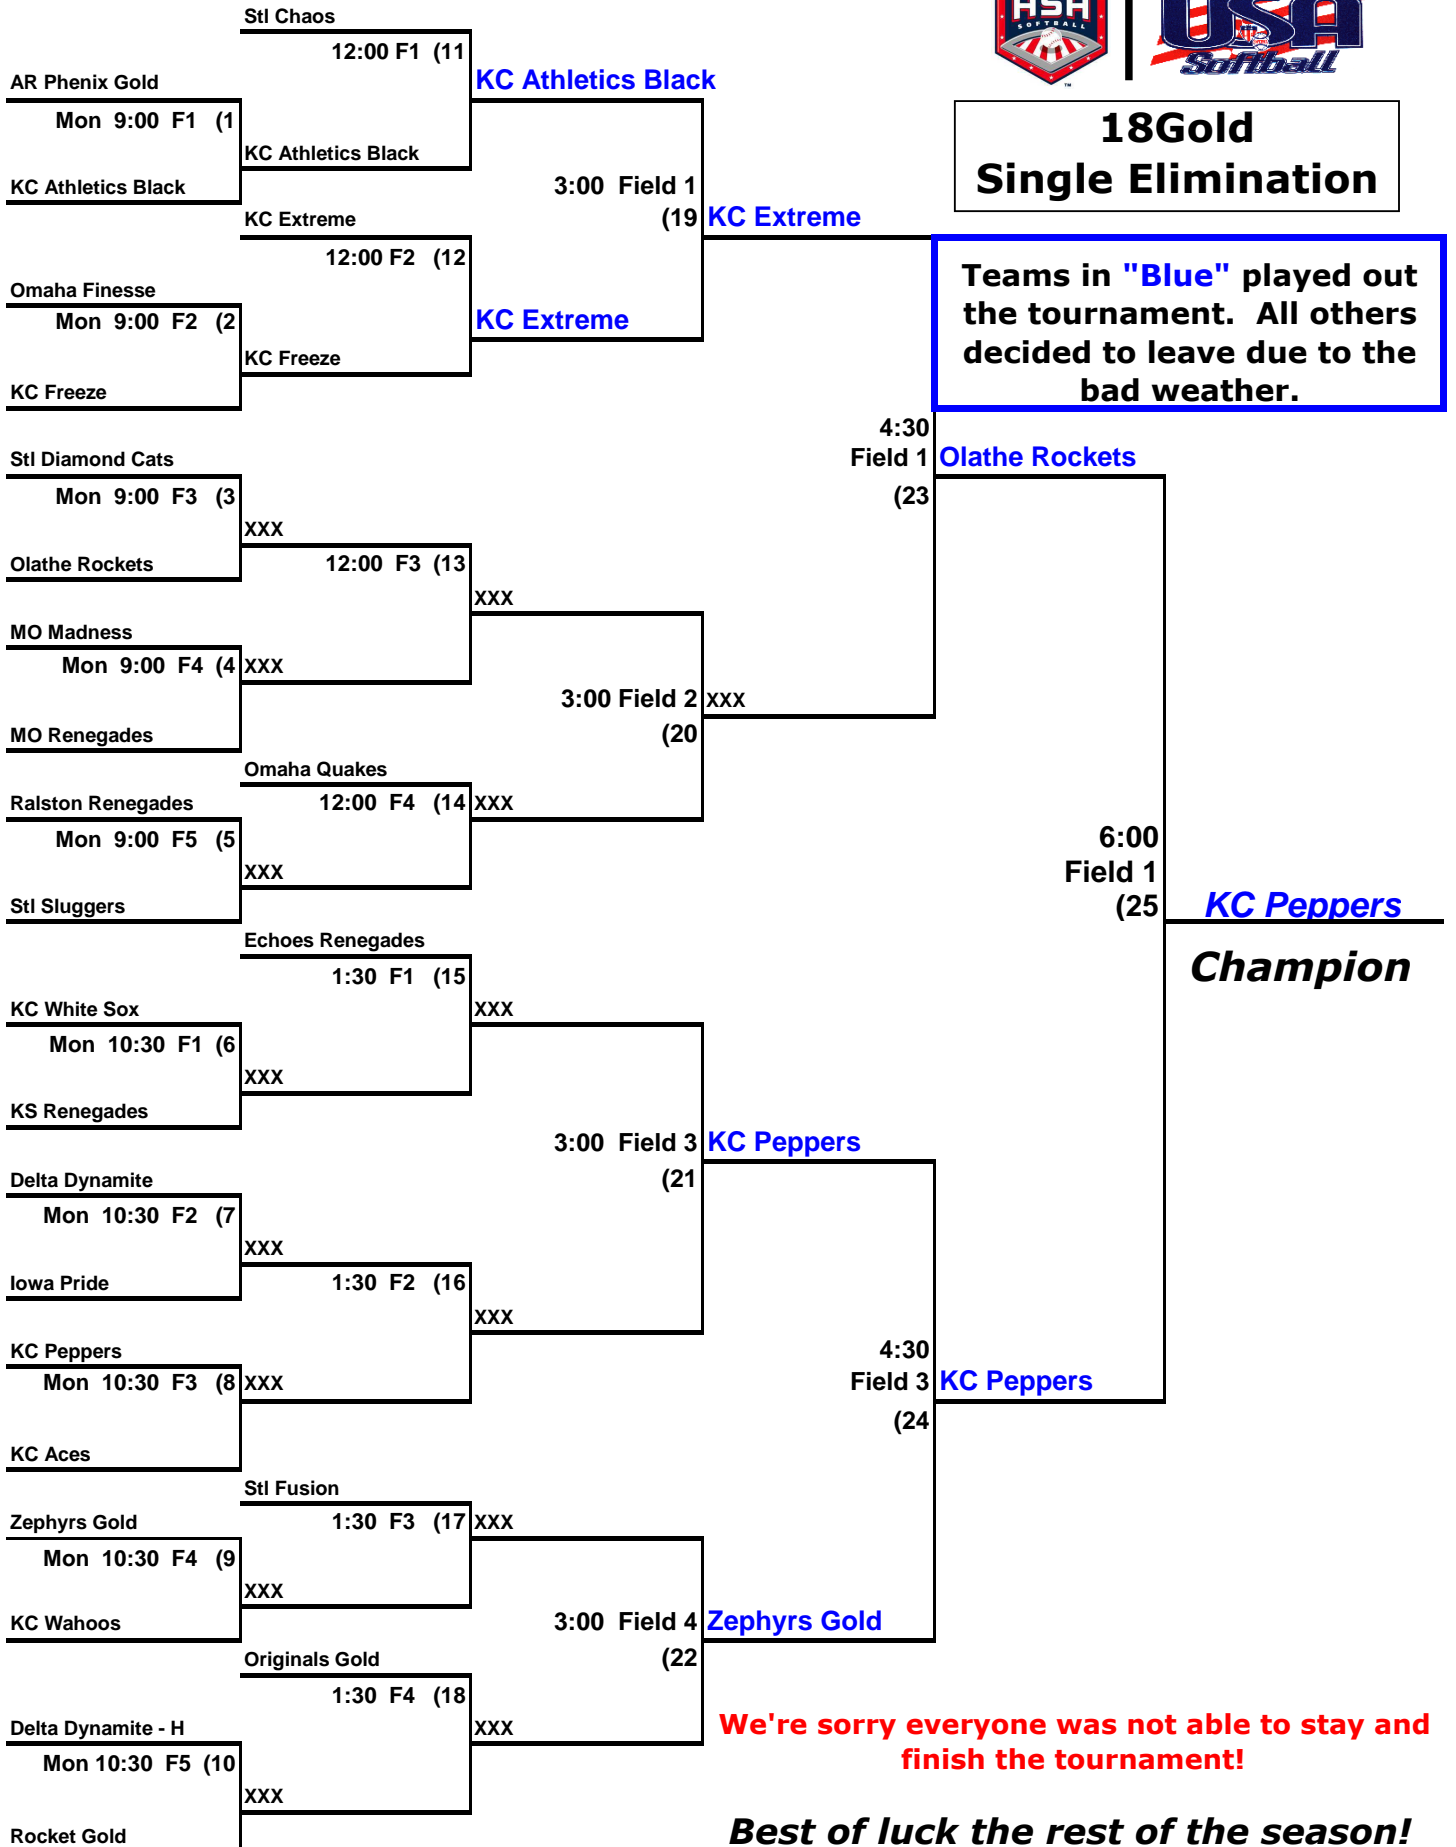 Stl Chaos
12:00 F1 (11
AR Phenix Gold
KC Athletics Black
Mon 9:00 F1 (1
KC Athletics Black
KC Athletics Black
3:00 Field 1
(19
KC Extreme
KC Extreme
12:00 F2 (12
Omaha Finesse
Mon 9:00 F2 (2
KC Extreme
KC Freeze
KC Freeze
ASA
SOFTBALL
TM
USA
Softball
18Gold
Single Elimination
Teams in "Blue" played out
the tournament. All others
decided to leave due to the
bad weather.
4:30
Field 1
(23
Olathe Rockets
Stl Diamond Cats
Mon 9:00 F3 (3
XXX
Olathe Rockets
12:00 F3 (13
XXX
MO Madness
Mon 9:00 F4 (4
XXX
MO Renegades
3:00 Field 2
(20
XXX
Omaha Quakes
Ralston Renegades
12:00 F4 (14
XXX
Mon 9:00 F5 (5
XXX
Stl Sluggers
6:00
Field 1
(25
KC Peppers
Champion
Echoes Renegades
1:30 F1 (15
KC White Sox
XXX
Mon 10:30 F1 (6
XXX
KS Renegades
3:00 Field 3
(21
KC Peppers
Delta Dynamite
Mon 10:30 F2 (7
XXX
Iowa Pride
1:30 F2 (16
XXX
KC Peppers
Mon 10:30 F3 (8
XXX
KC Aces
4:30
Field 3
(24
KC Peppers
Stl Fusion
Zephyrs Gold
1:30 F3 (17
XXX
Mon 10:30 F4 (9
XXX
KC Wahoos
3:00 Field 4
(22
Zephyrs Gold
Originals Gold
1:30 F4 (18
Delta Dynamite - H
XXX
Mon 10:30 F5 (10
XXX
Rocket Gold
We're sorry everyone was not able to stay and
finish the tournament!
Best of luck the rest of the season!